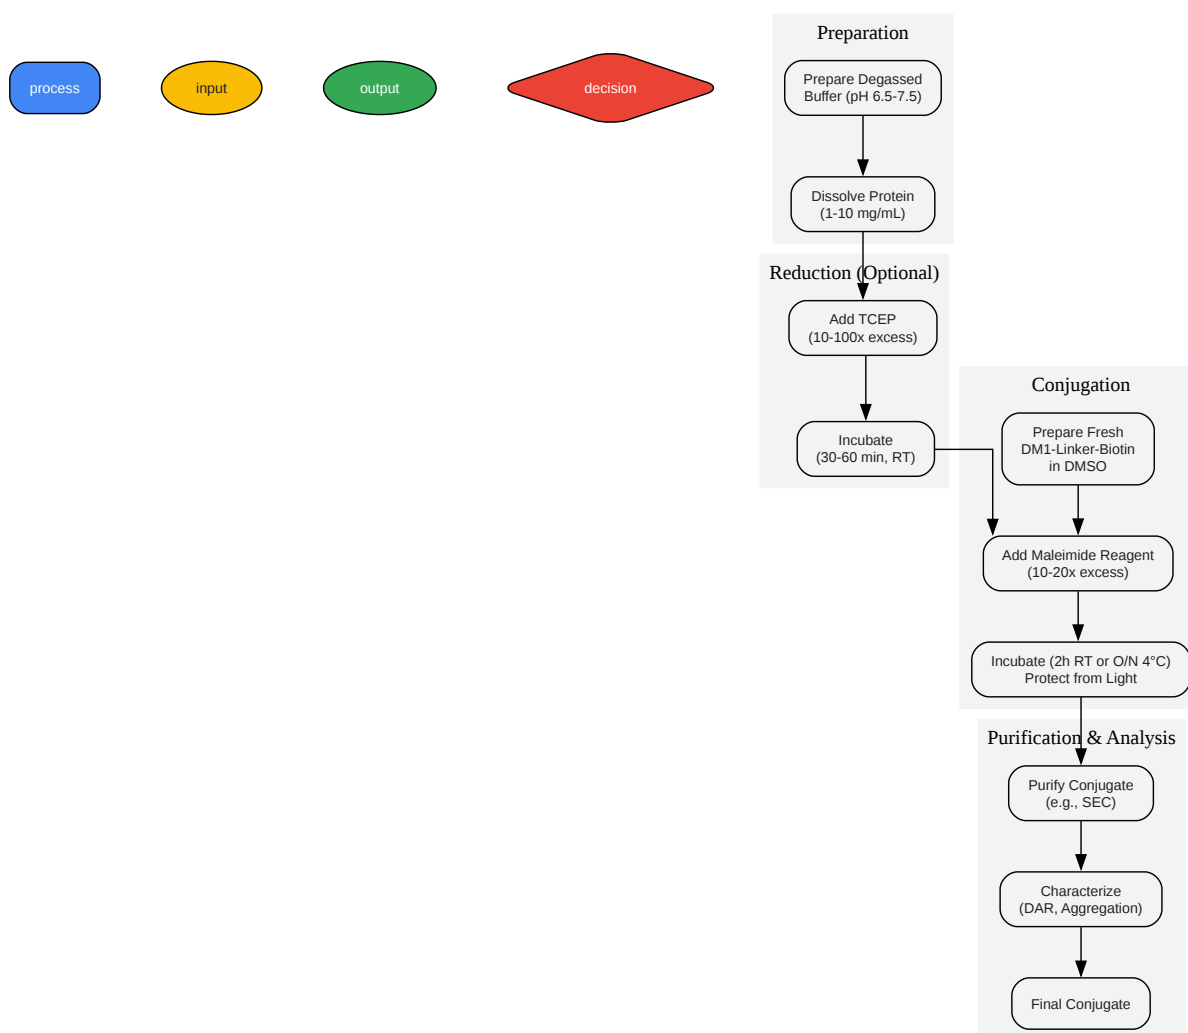 process
input
output
decision
Preparation
Prepare Degassed
Buffer (pH 6.5-7.5)
Dissolve Protein
(1-10 mg/mL)
Reduction (Optional)
Add TCEP
(10-100x excess)
Incubate
(30-60 min, RT)
Conjugation
Prepare Fresh
DM1-Linker-Biotin
in DMSO
Add Maleimide Reagent
(10-20x excess)
Incubate (2h RT or O/N 4°C)
Protect from Light
Purification & Analysis
Purify Conjugate
(e.g., SEC)
Characterize
(DAR, Aggregation)
Final Conjugate